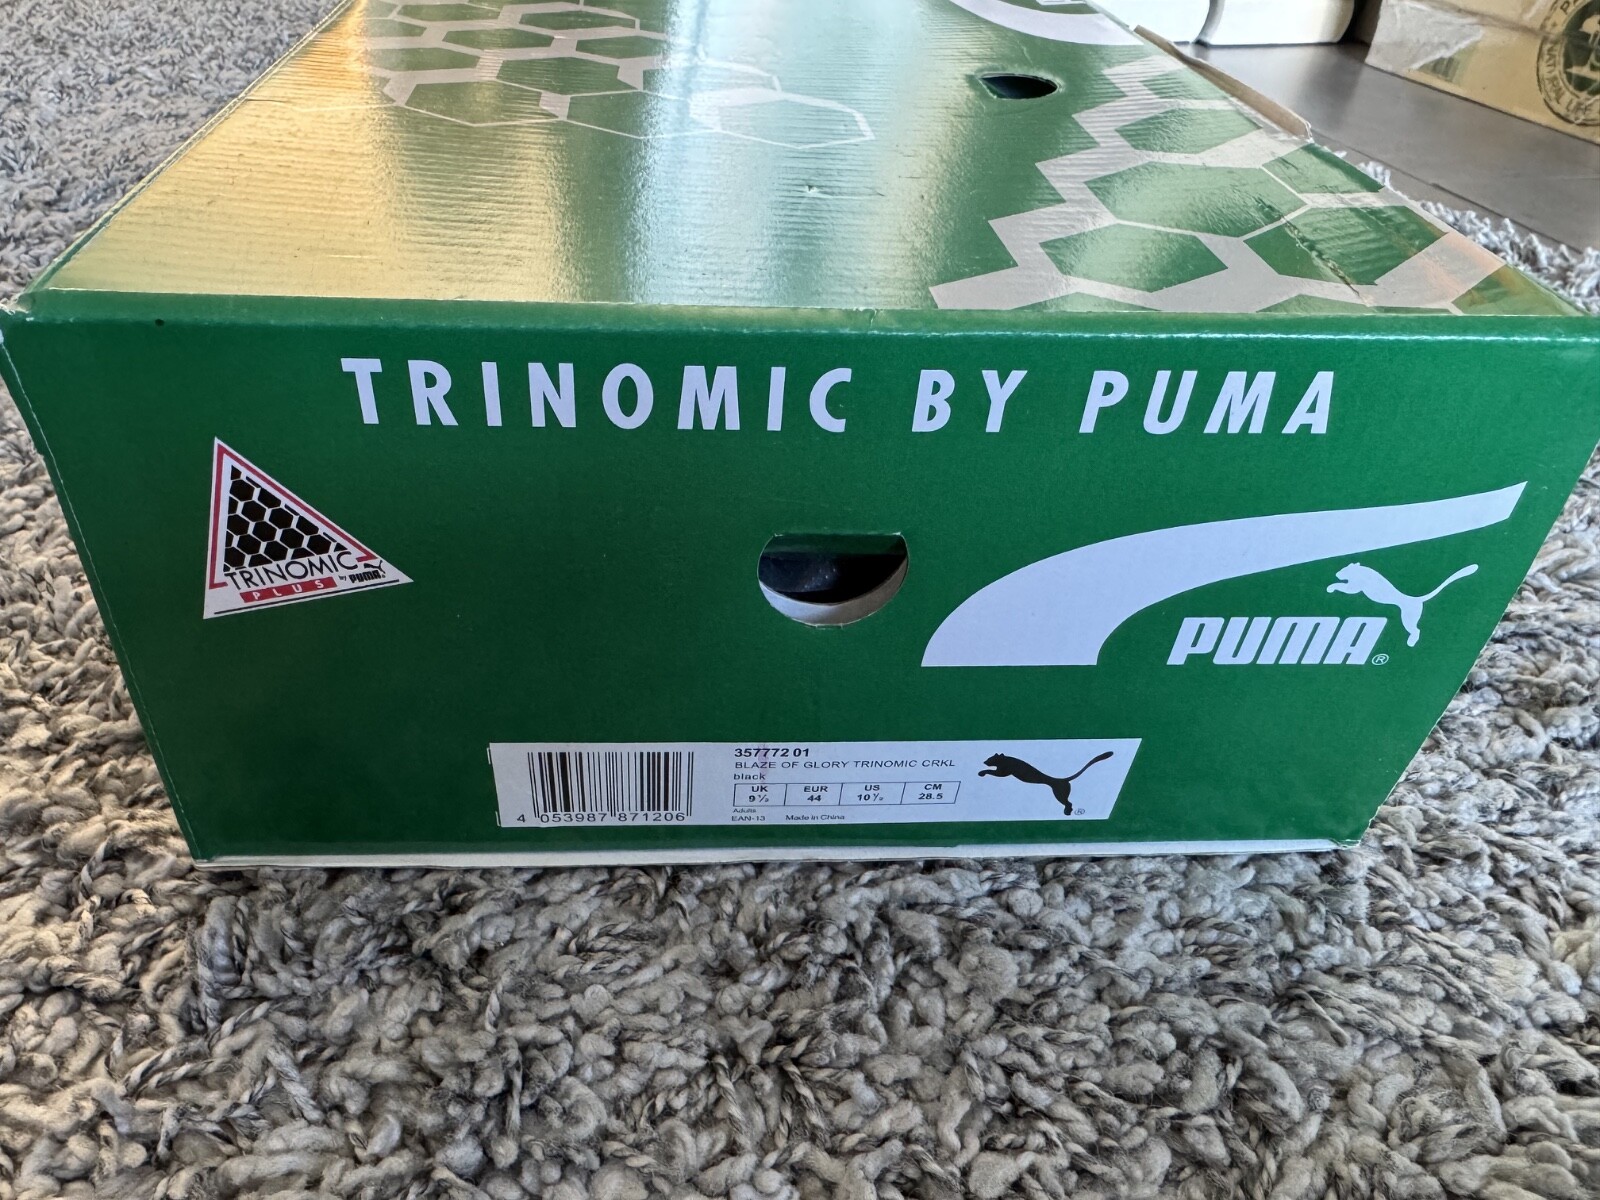 TRINOMIC BY PUMA
TRINOMIC
by PUMA®
PLUS
PUMA®
357772 01
BLAZE OF GLORY TRINOMIC CRKL
black
UK EUR US CM
9½ 44 10½ 28.5
Adults
EAN-13 Made in China
4 053987 871206
®